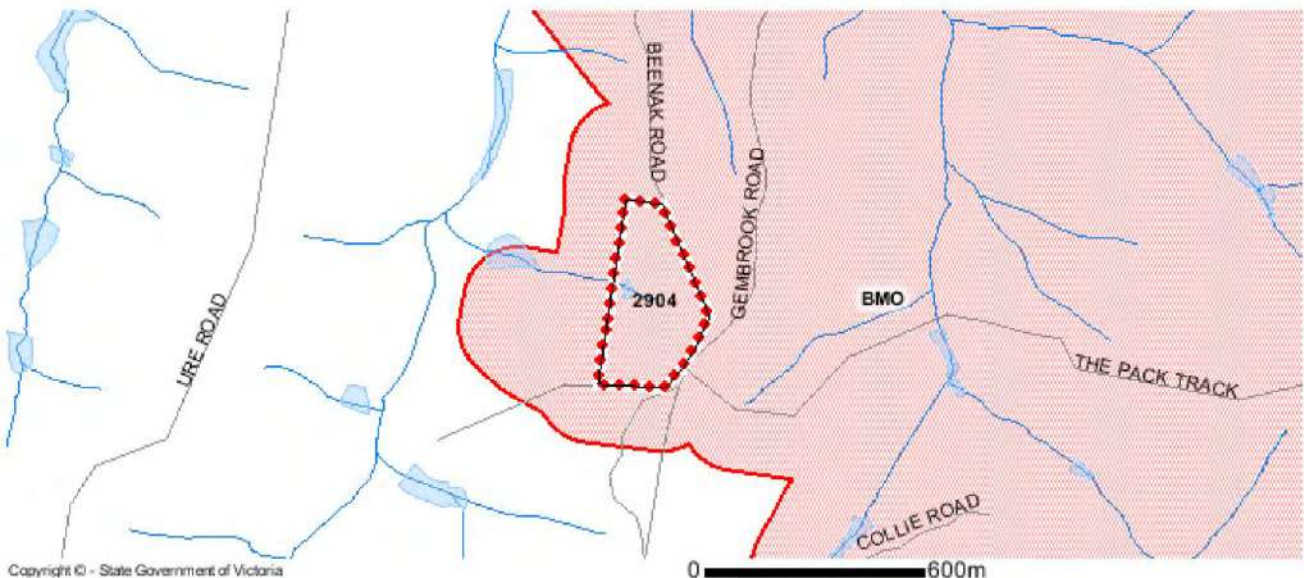 BEENAK ROAD
GEMBROOK ROAD
2904
BMO
URE ROAD
THE PACK TRACK
COLLIE ROAD
Copyright © - State Government of Victoria
0 600m